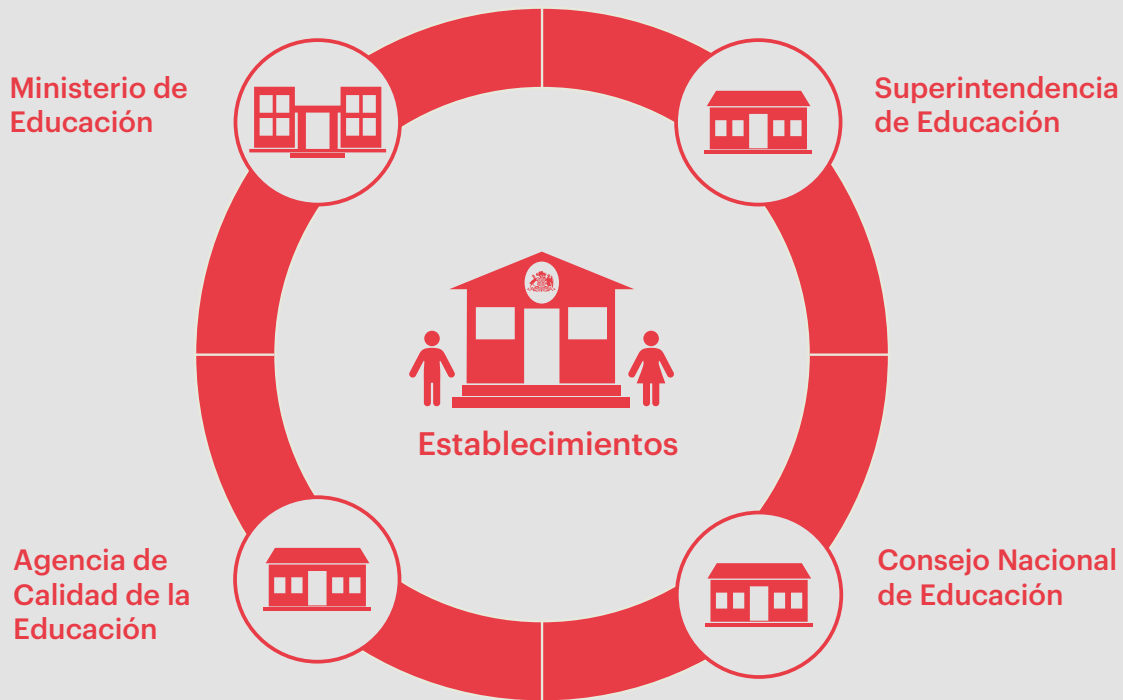 Ministerio de
Educación
Superintendencia
de Educación
Establecimientos
Agencia de
Calidad de la
Educación
Consejo Nacional
de Educación